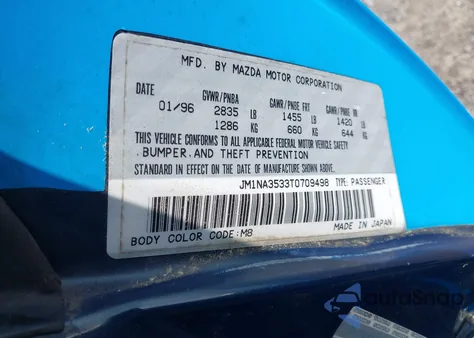 MFD. BY MAZDA MOTOR CORPORATION
DATE GVWR/PNBA GAWR/PNBE FRT GAWR/PNBE RR
01/96 2835 LB 1455 LB 1420 LB
1286 KG 660 KG 644 KG
THIS VEHICLE CONFORMS TO ALL APPLICABLE FEDERAL MOTOR VEHICLE SAFETY,
BUMPER, AND THEFT PREVENTION
STANDARD IN EFFECT ON THE DATE OF MANUFACTURE SHOWN ABOVE.
JM1NA3533T0709498 TYPE: PASSENGER
BODY COLOR CODE: M8
MADE IN JAPAN
autoSnap